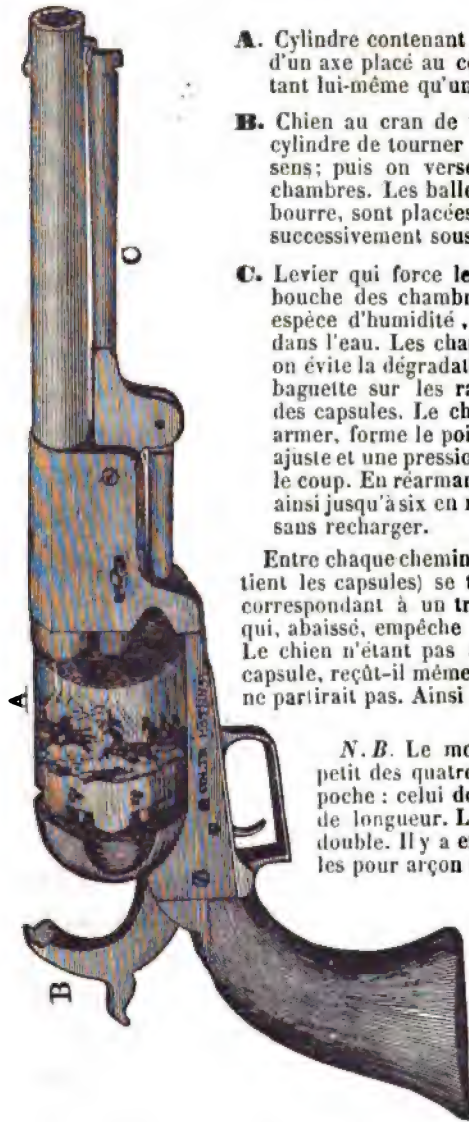 A. Cylindre contenant
d'un axe placé au c
tant lui-même qu'un
B. Chien au cran de
cylindre de tourner
sens; puis on vers
chambres. Les balle
bourre, sont placées
successivement sous
C. Levier qui force le
bouche des chambr
espèce d'humidité,
dans l'eau. Les cha
on évite la dégradat
baguette sur les ra
des capsules. Le ch
armer, forme le poi
ajuste et une pression
le coup. En réarman
ainsi jusqu'à six en
sans recharger.
Entre chaque chemin
tient les capsules) se t
correspondant à un tr
qui, abaissé, empêche
Le chien n'étant pas
capsule, reçût-il même
ne partirait pas. Ainsi
N. B. Le mo
petit des quatre
poche : celui de
de longueur. L
double. Il y a e
les pour arçon
A
B
C